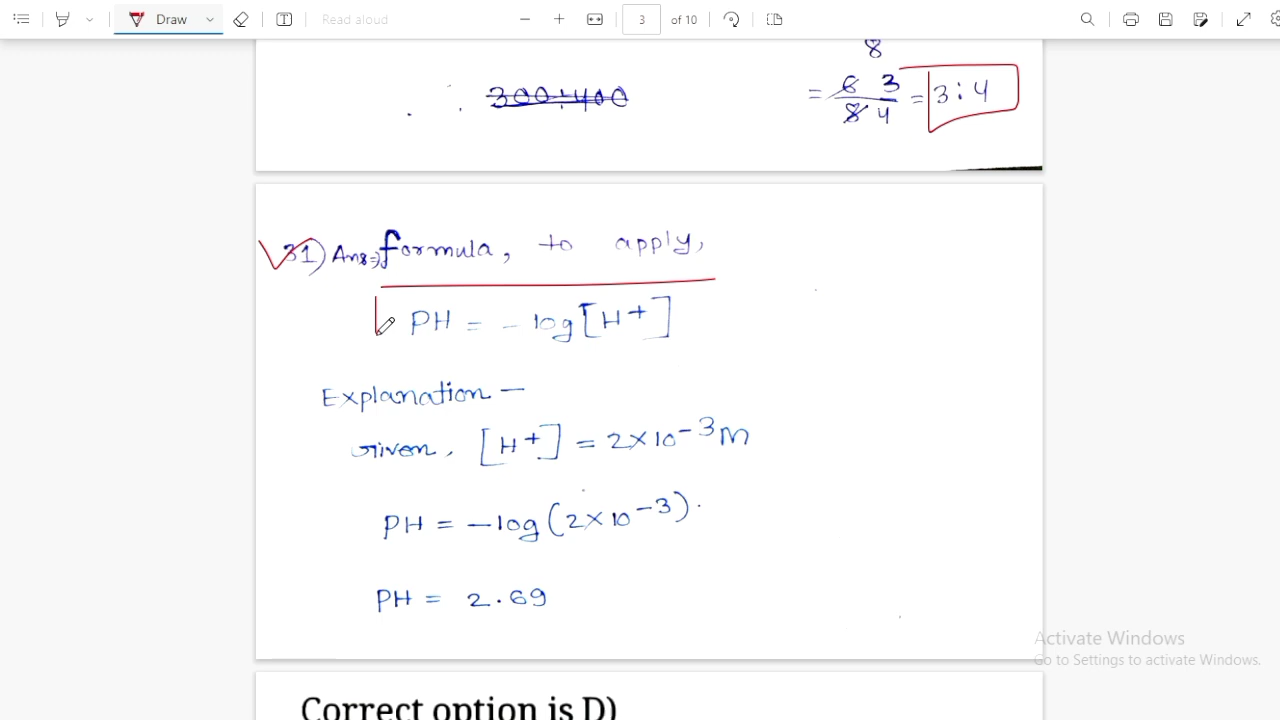 Draw
Read aloud
3 of 10
8
300:400
= 6 3 / 8 4 = 3:4
31) Ans⇒ formula, to apply,
PH = - log [H+]
Explanation —
Given, [H+] = 2×10-3 M
PH = -log (2×10-3).
PH = 2.69
Activate Windows
Go to Settings to activate Windows.
Correct option is D)